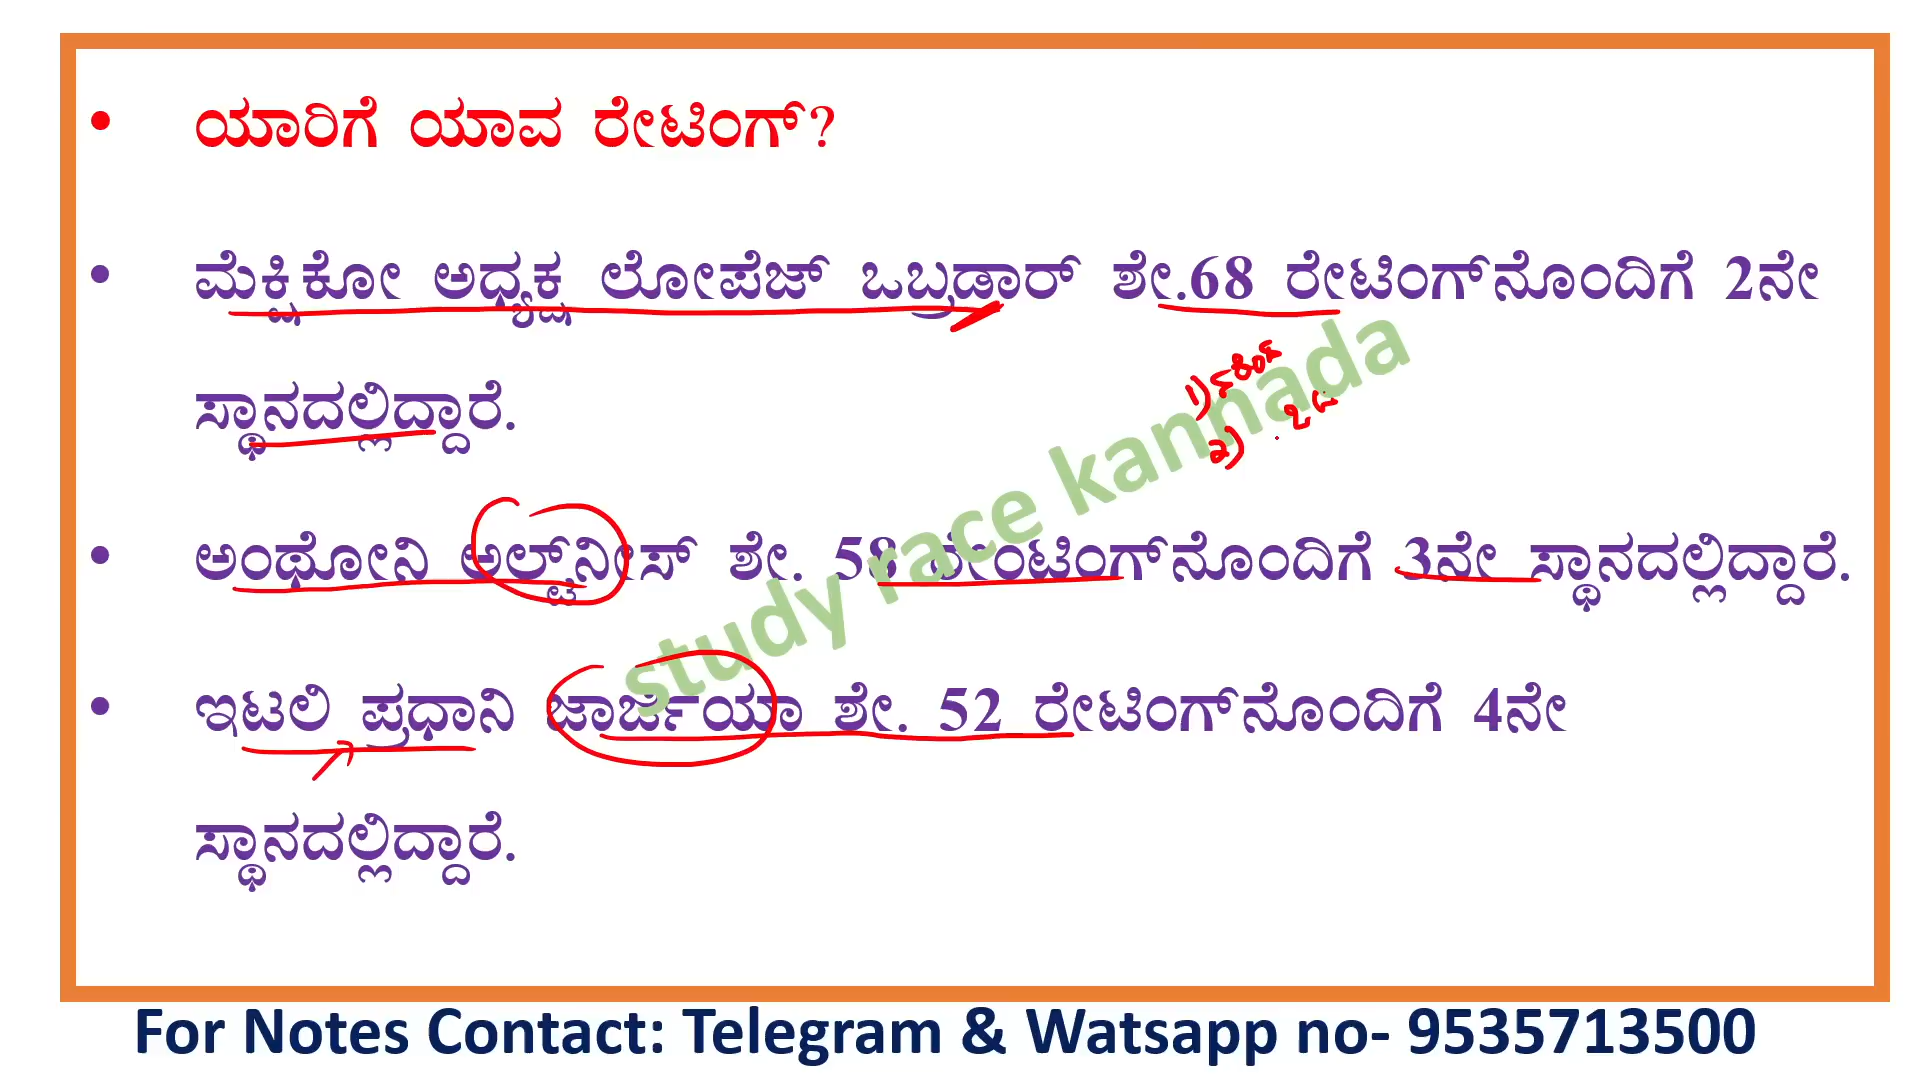 • ಯಾರಿಗೆ ಯಾವ ರೇಟಿಂಗ್?
• ಮೆಕ್ಸಿಕೋ ಅಧ್ಯಕ್ಷ ಲೋಪೆಜ್ ಒಬ್ರಡಾರ್ ಶೇ.68 ರೇಟಿಂಗ್‌ನೊಂದಿಗೆ 2ನೇ
ಸ್ಥಾನದಲ್ಲಿದ್ದಾರೆ.
• ಅಂಥೋನಿ ಅಲ್ಟ್‌ನೀಸ್ ಶೇ. 58 ರೇಂಟಿಂಗ್‌ನೊಂದಿಗೆ 3ನೇ ಸ್ಥಾನದಲ್ಲಿದ್ದಾರೆ.
• ಇಟಲಿ ಪ್ರಧಾನಿ ಜಾರ್ಜಿಯಾ ಶೇ. 52 ರೇಟಿಂಗ್‌ನೊಂದಿಗೆ 4ನೇ
ಸ್ಥಾನದಲ್ಲಿದ್ದಾರೆ.
study race kannada
For Notes Contact: Telegram & Watsapp no- 9535713500